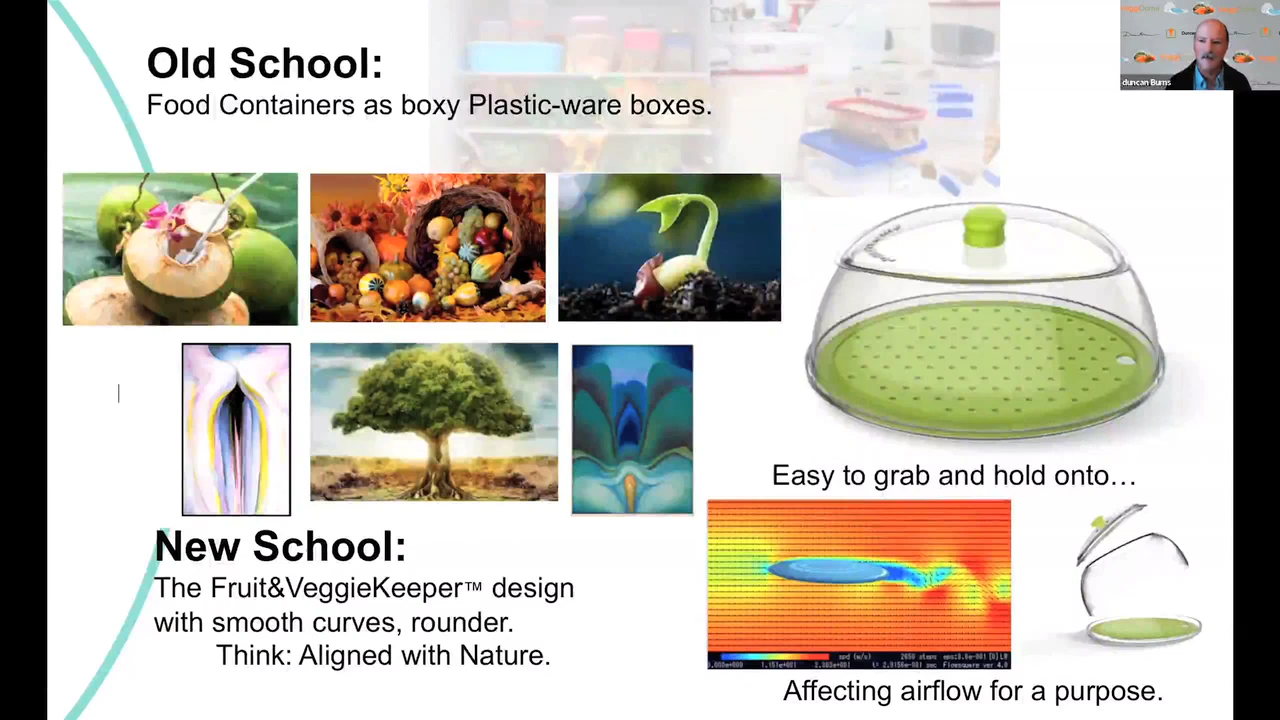 Old School:
Food Containers as boxy Plastic-ware boxes.
duncan Burns
Easy to grab and hold onto…
New School:
The Fruit&VeggieKeeper™ design
with smooth curves, rounder.
Think: Aligned with Nature.
spd (m/s)
Affecting airflow for a purpose.